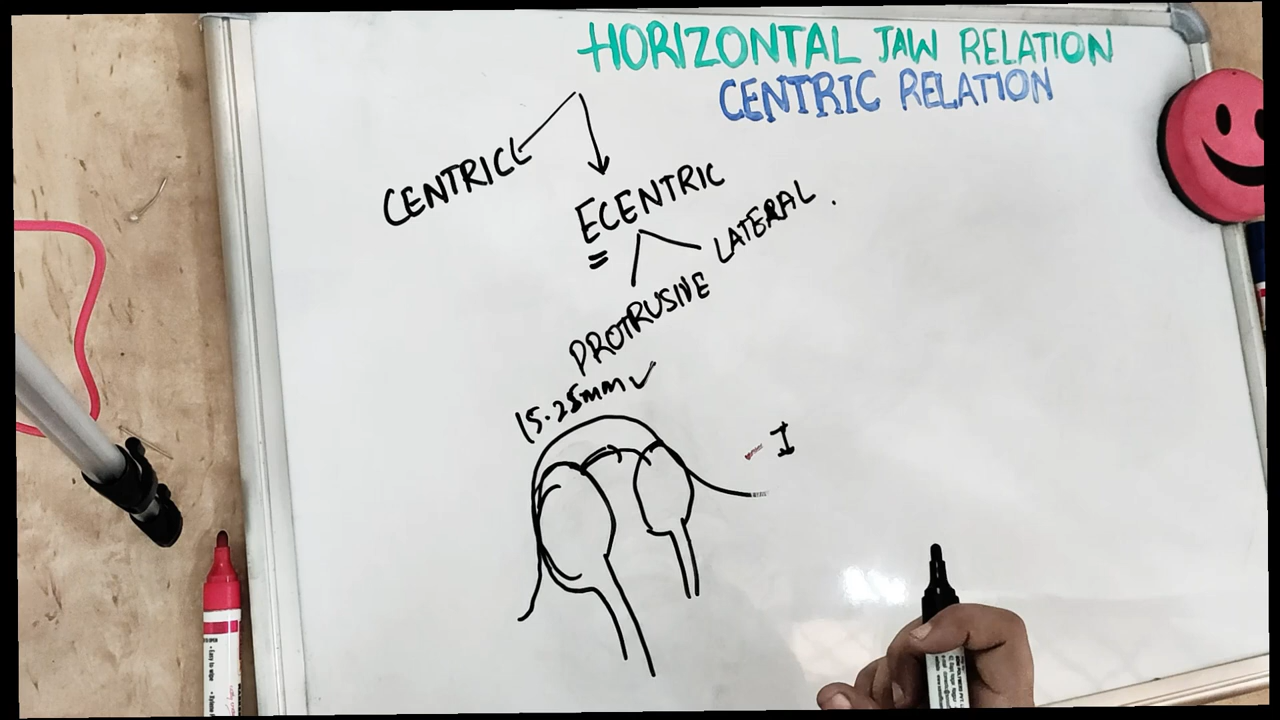 HORIZONTAL JAW RELATION
CENTRIC RELATION
CENTRIC
ECENTRIC
LATERAL .
PROTRUSIVE
15.25mm ✓
I